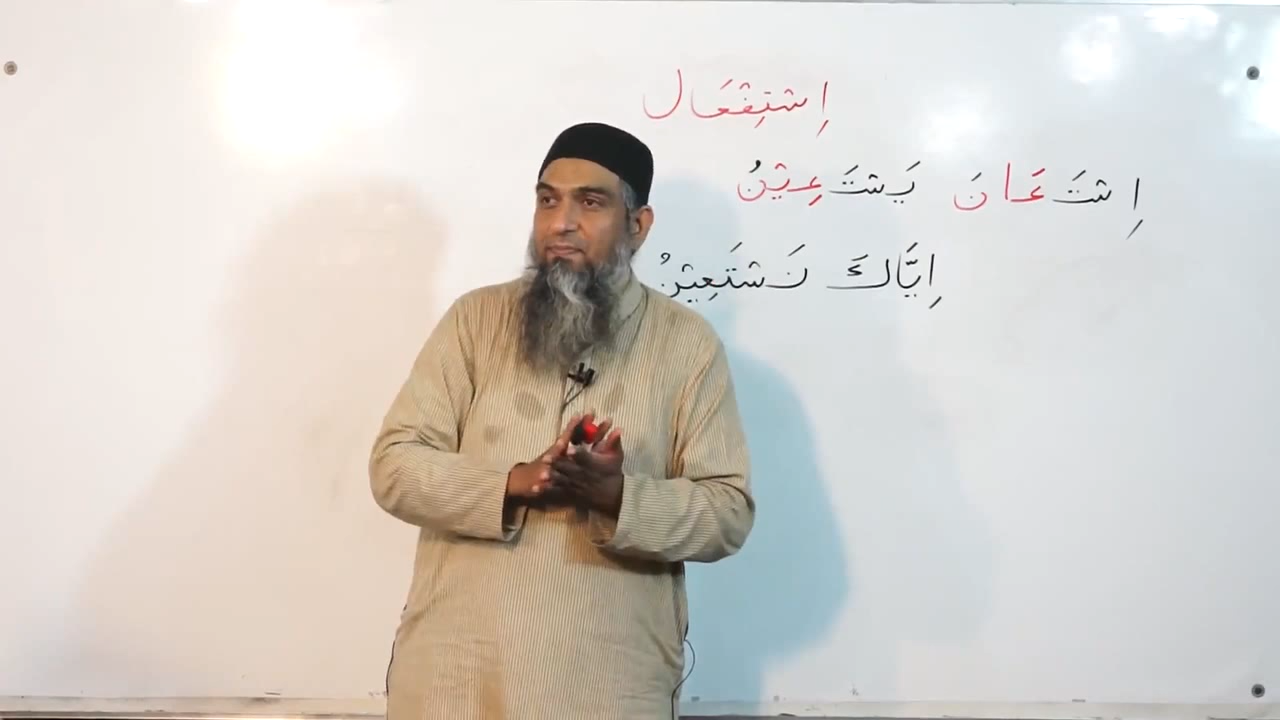 اِسْتِفْعَال
اِسْتَعَانَ يَسْتَعِيْنُ
اِيَّاكَ نَسْتَعِيْنُ